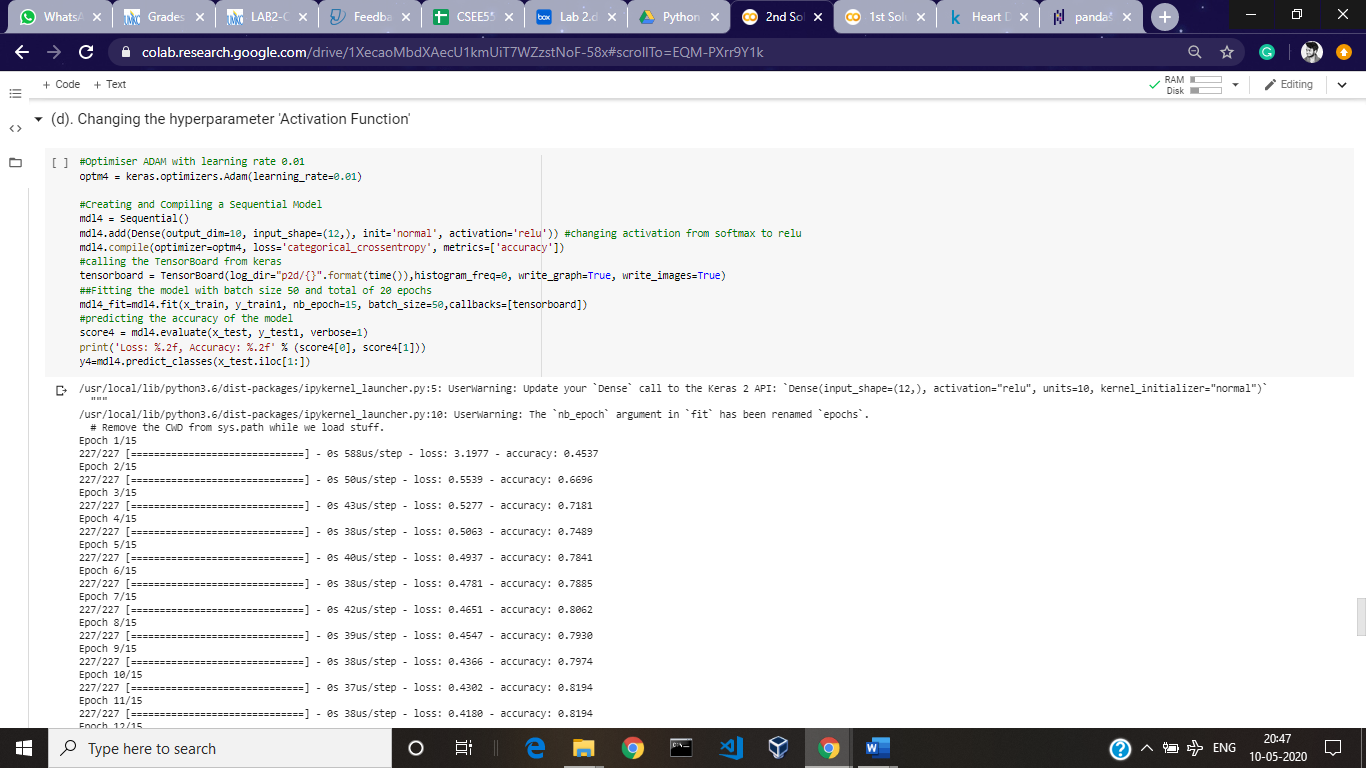 WhatsA
Grades
LAB2-C
Feedba
CSEE55
box Lab 2.d
Python
2nd Sol
1st Solu
k Heart D
pandas
colab.research.google.com/drive/1XecaoMbdXAecU1kmUiT7WZzstNoF-58x#scrollTo=EQM-PXrr9Y1k
+ Code + Text
RAM
Disk
Editing
(d). Changing the hyperparameter 'Activation Function'
[ ] #Optimiser ADAM with learning rate 0.01
optm4 = keras.optimizers.Adam(learning_rate=0.01)
#Creating and Compiling a Sequential Model
mdl4 = Sequential()
mdl4.add(Dense(output_dim=10, input_shape=(12,), init='normal', activation='relu')) #changing activation from softmax to relu
mdl4.compile(optimizer=optm4, loss='categorical_crossentropy', metrics=['accuracy'])
#calling the TensorBoard from keras
tensorboard = TensorBoard(log_dir="p2d/{}".format(time()),histogram_freq=0, write_graph=True, write_images=True)
##Fitting the model with batch size 50 and total of 20 epochs
mdl4_fit=mdl4.fit(x_train, y_train1, nb_epoch=15, batch_size=50,callbacks=[tensorboard])
#predicting the accuracy of the model
score4 = mdl4.evaluate(x_test, y_test1, verbose=1)
print('Loss: %.2f, Accuracy: %.2f' % (score4[0], score4[1]))
y4=mdl4.predict_classes(x_test.iloc[1:])
/usr/local/lib/python3.6/dist-packages/ipykernel_launcher.py:5: UserWarning: Update your `Dense` call to the Keras 2 API: `Dense(input_shape=(12,), activation="relu", units=10, kernel_initializer="normal")`
"""
/usr/local/lib/python3.6/dist-packages/ipykernel_launcher.py:10: UserWarning: The `nb_epoch` argument in `fit` has been renamed `epochs`.
# Remove the CWD from sys.path while we load stuff.
Epoch 1/15
227/227 [==============================] - 0s 588us/step - loss: 3.1977 - accuracy: 0.4537
Epoch 2/15
227/227 [==============================] - 0s 50us/step - loss: 0.5539 - accuracy: 0.6696
Epoch 3/15
227/227 [==============================] - 0s 43us/step - loss: 0.5277 - accuracy: 0.7181
Epoch 4/15
227/227 [==============================] - 0s 38us/step - loss: 0.5063 - accuracy: 0.7489
Epoch 5/15
227/227 [==============================] - 0s 40us/step - loss: 0.4937 - accuracy: 0.7841
Epoch 6/15
227/227 [==============================] - 0s 38us/step - loss: 0.4781 - accuracy: 0.7885
Epoch 7/15
227/227 [==============================] - 0s 42us/step - loss: 0.4651 - accuracy: 0.8062
Epoch 8/15
227/227 [==============================] - 0s 39us/step - loss: 0.4547 - accuracy: 0.7930
Epoch 9/15
227/227 [==============================] - 0s 38us/step - loss: 0.4366 - accuracy: 0.7974
Epoch 10/15
227/227 [==============================] - 0s 37us/step - loss: 0.4302 - accuracy: 0.8194
Epoch 11/15
227/227 [==============================] - 0s 38us/step - loss: 0.4180 - accuracy: 0.8194
Epoch 12/15
Type here to search
ENG
20:47
10-05-2020